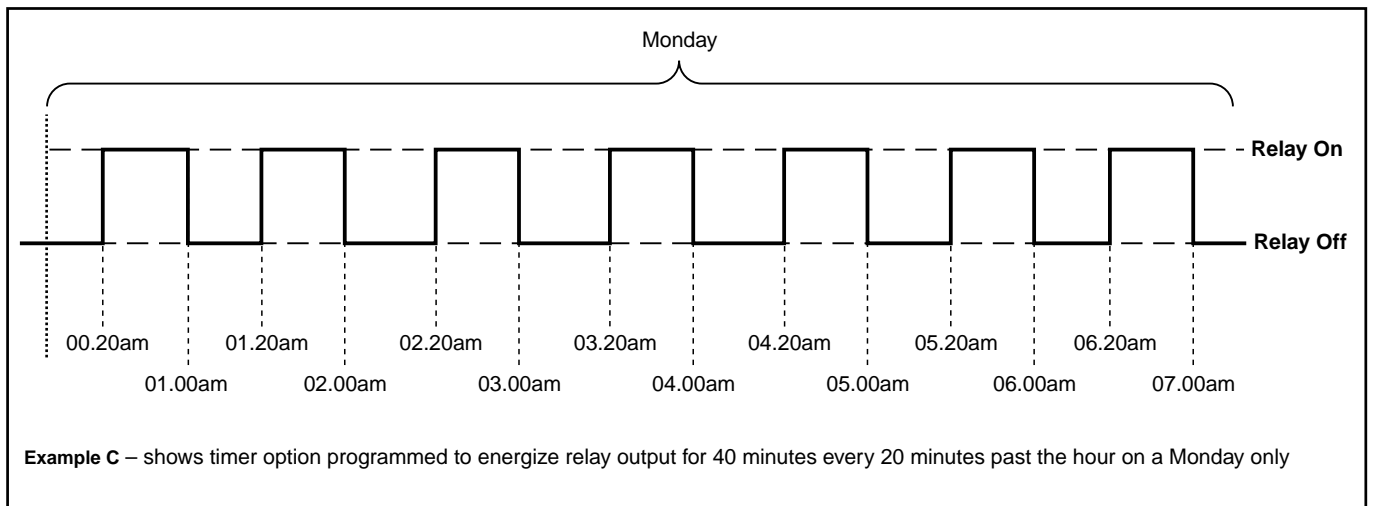 Monday
Relay On
Relay Off
00.20am 01.20am 02.20am 03.20am 04.20am 05.20am 06.20am
01.00am 02.00am 03.00am 04.00am 05.00am 06.00am 07.00am
Example C – shows timer option programmed to energize relay output for 40 minutes every 20 minutes past the hour on a Monday only